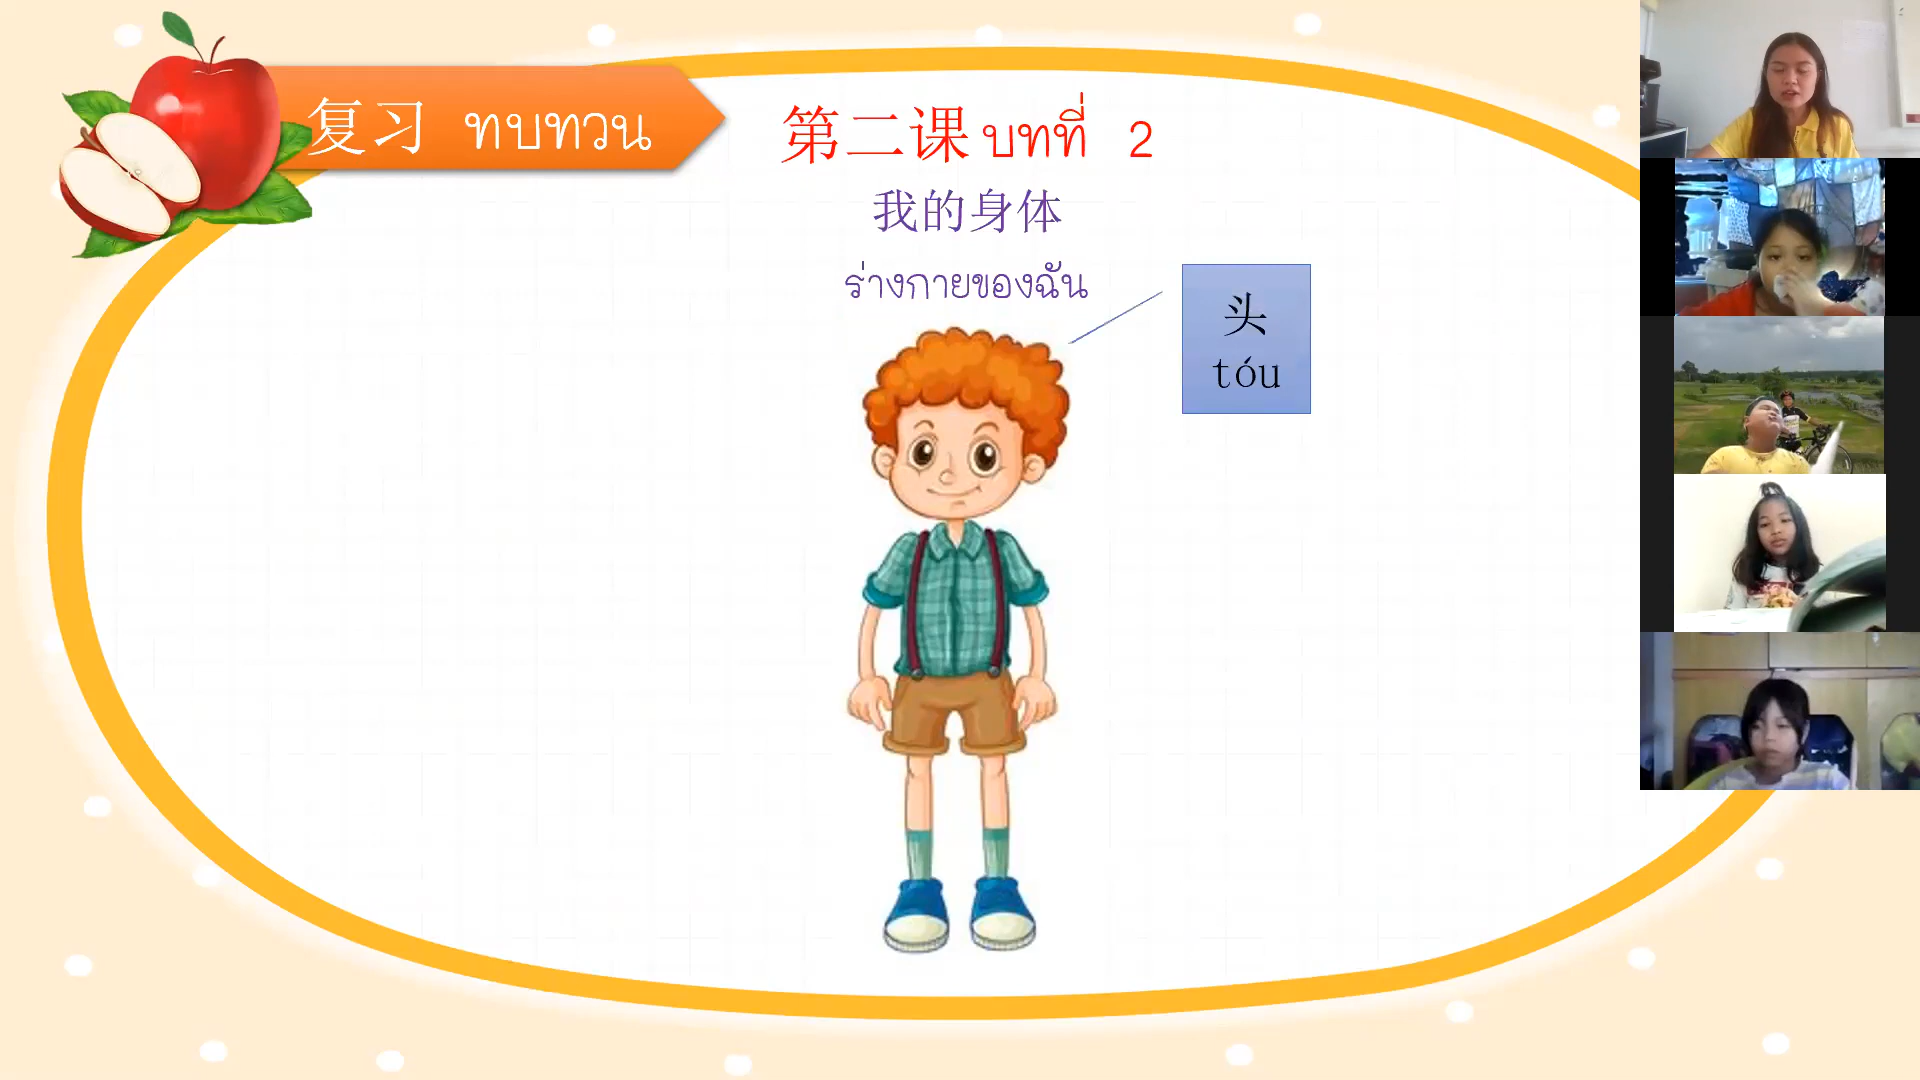 复习 ทบทวน
第二课 บทที่ 2
我的身体
ร่างกายของฉัน
头
tóu